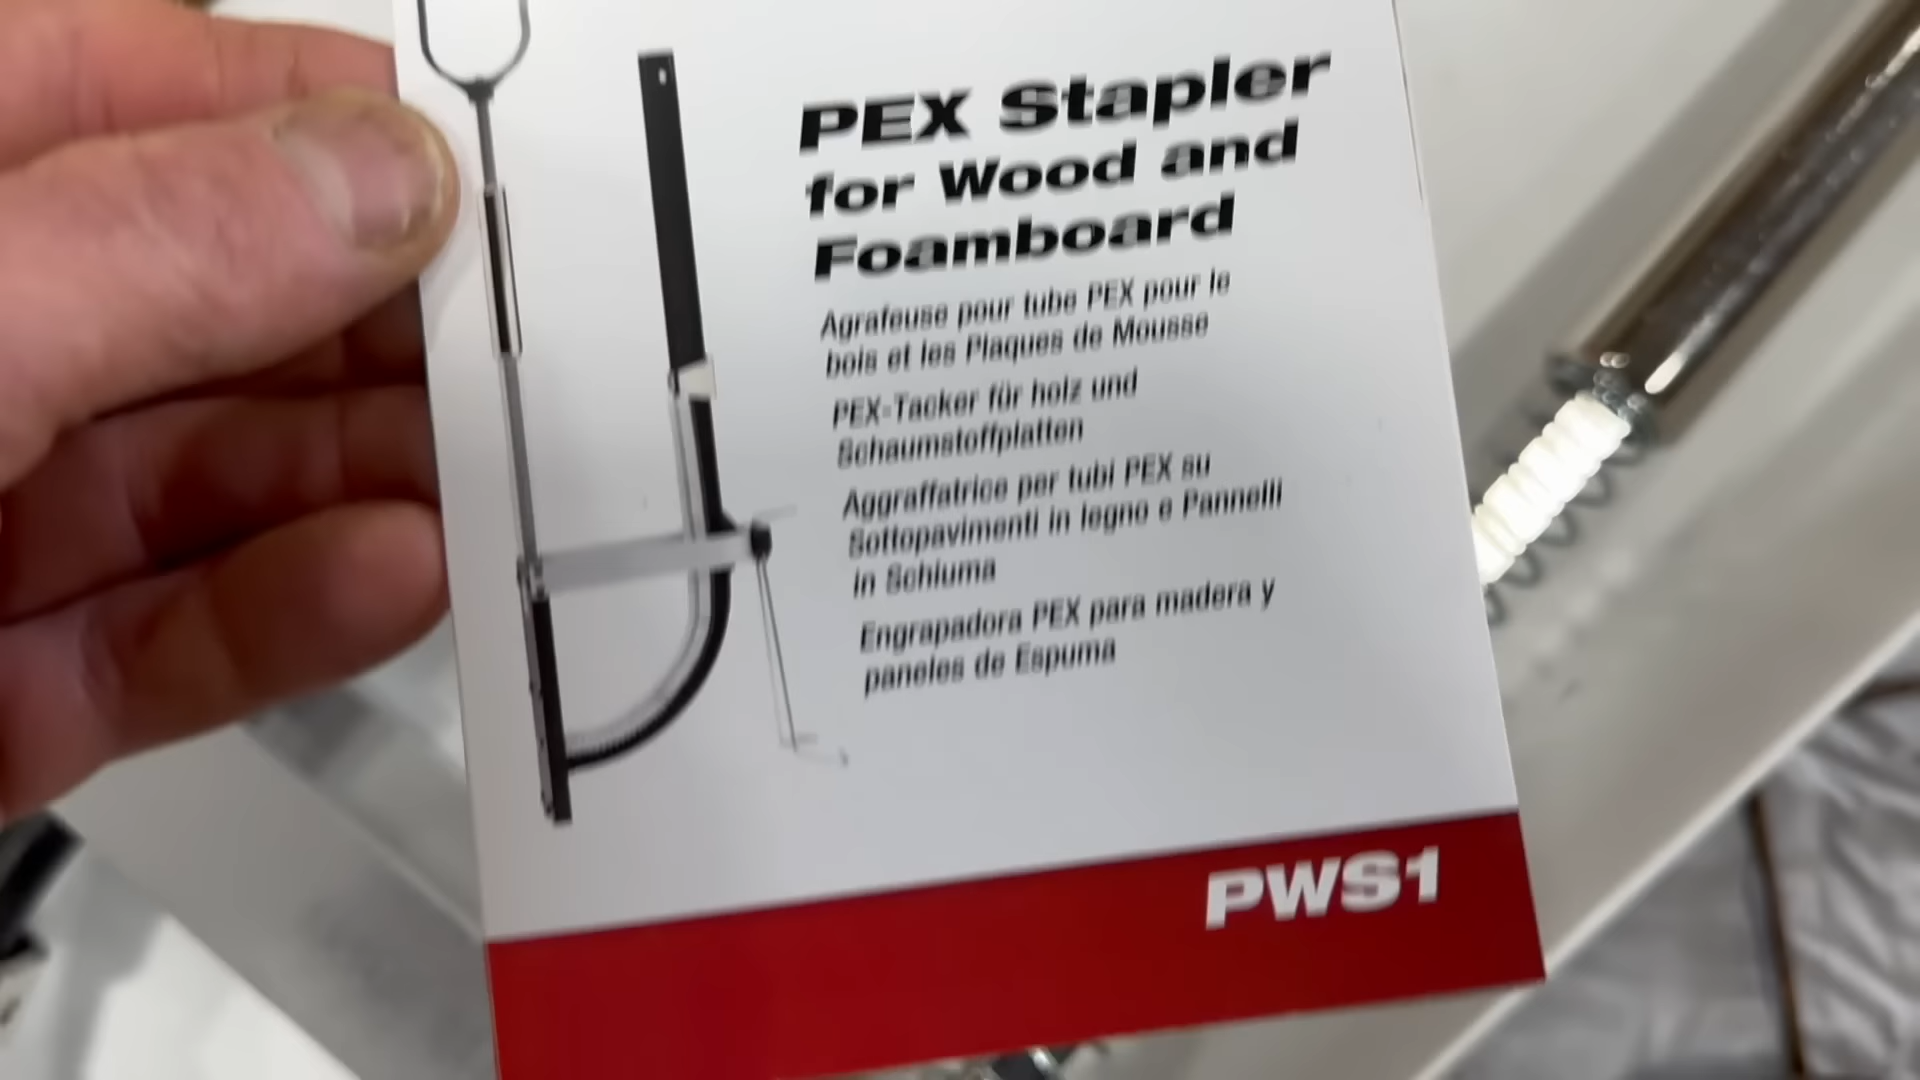 PEX Stapler
for Wood and
Foamboard
Agrafeuse pour tube PEX pour le
bois et les Plaques de Mousse
PEX-Tacker für holz und
Schaumstoffplatten
Aggraffatrice per tubi PEX su
Sottopavimenti in legno e Pannelli
in Schiuma
Engrapadora PEX para madera y
paneles de Espuma
PWS1